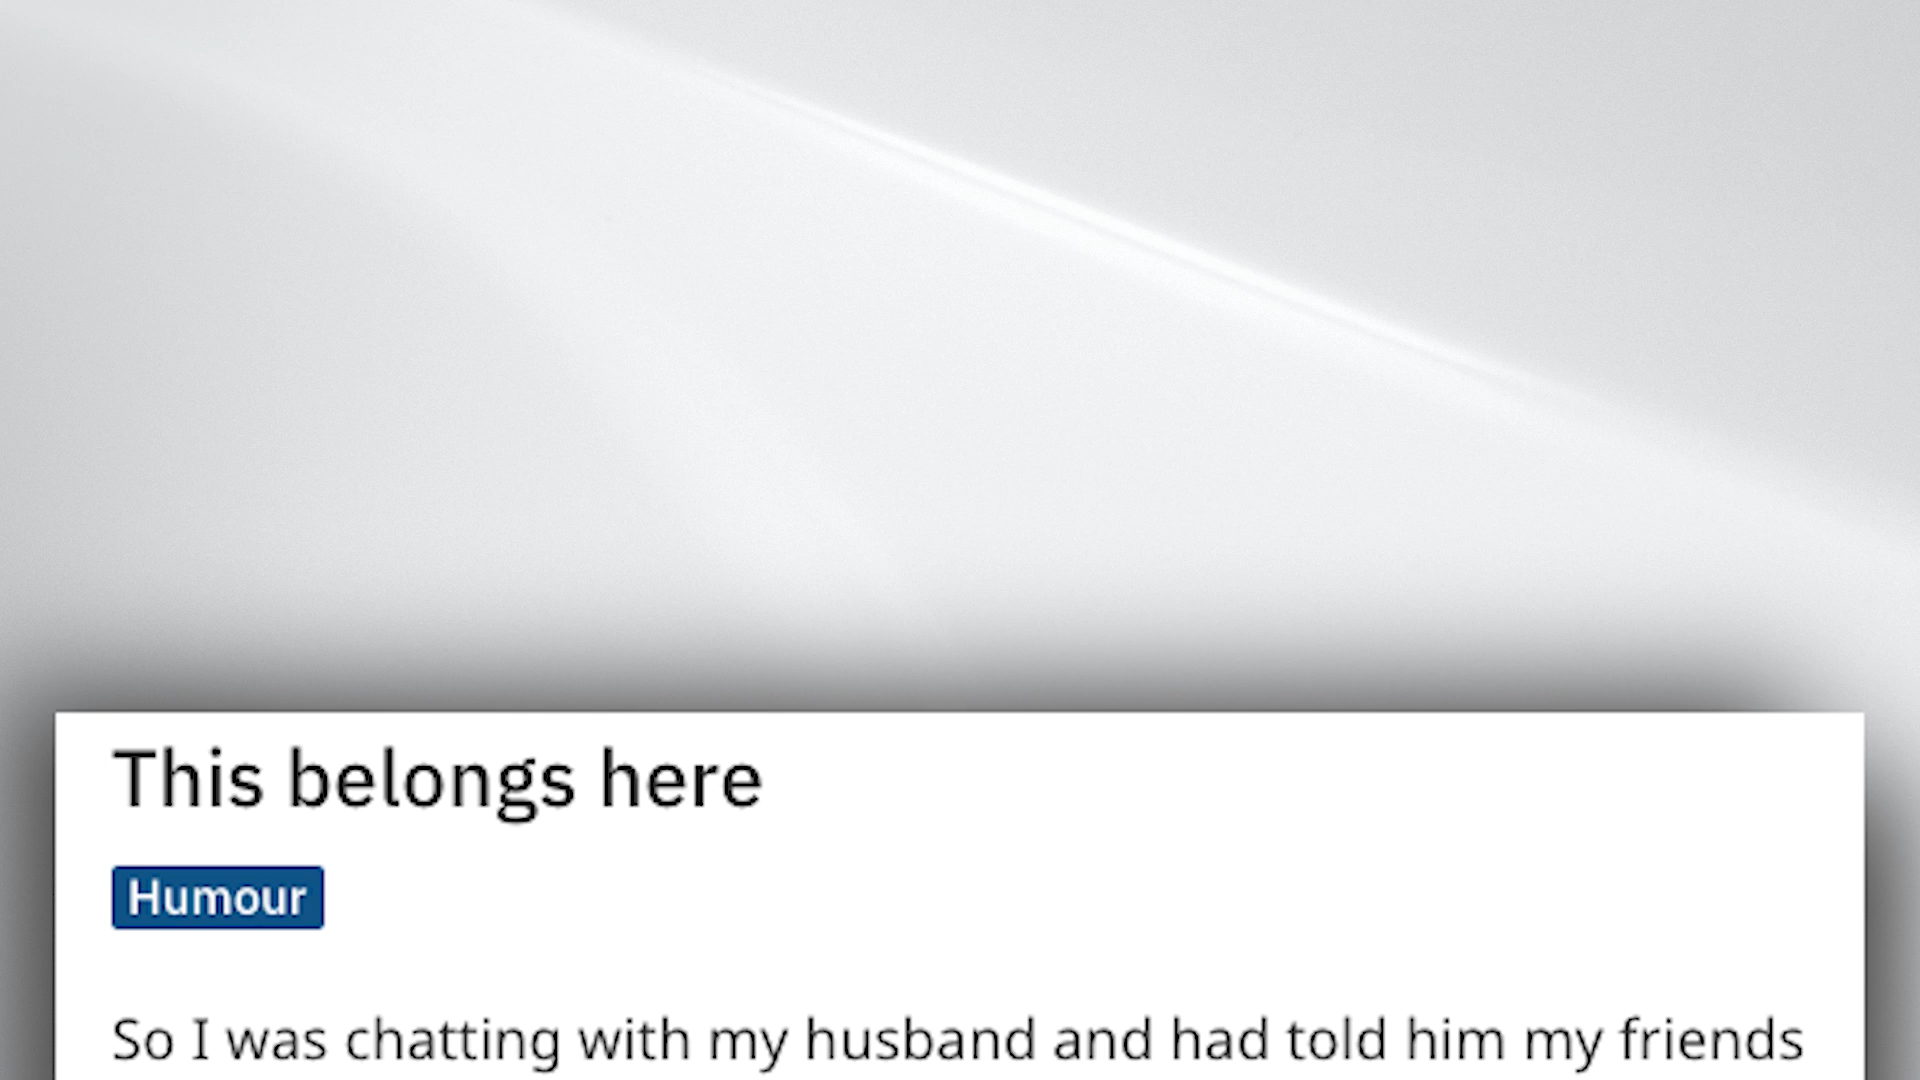 This belongs here
Humour
So I was chatting with my husband and had told him my friends